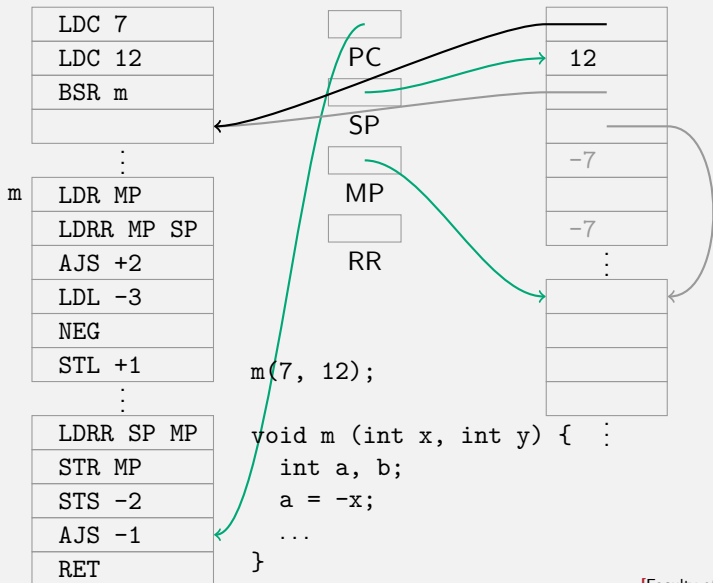 LDC 7
LDC 12
BSR m
⋮
m
LDR MP
LDRR MP SP
AJS +2
LDL -3
NEG
STL +1
⋮
LDRR SP MP
STR MP
STS -2
AJS -1
RET
PC
SP
MP
RR
m(7, 12);
void m (int x, int y) {
int a, b;
a = -x;
...
}
12
-7
-7
⋮
⋮